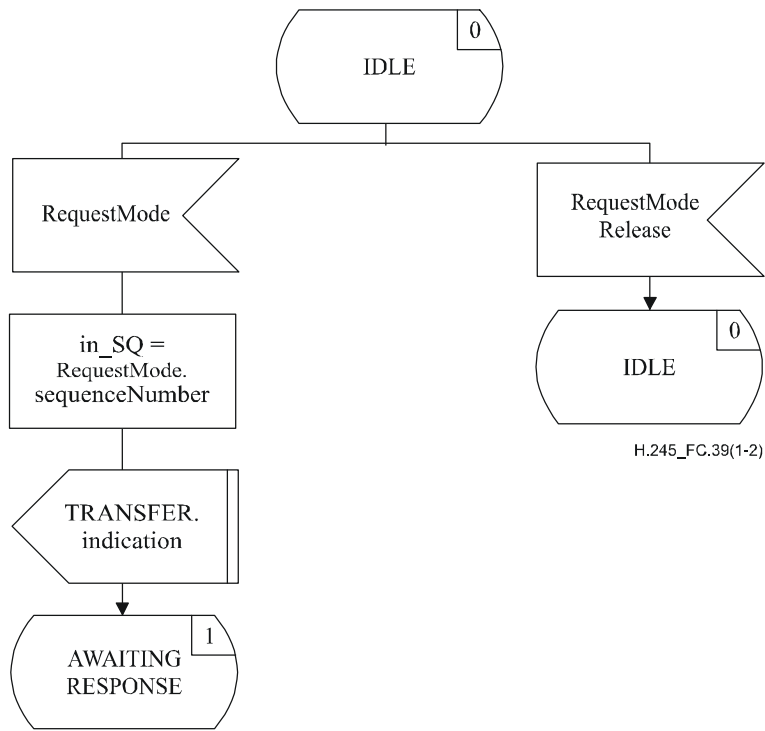 0
IDLE
RequestMode
in_SQ =
RequestMode.
sequenceNumber
TRANSFER.
indication
1
AWAITING
RESPONSE
RequestMode
Release
0
IDLE
H.245_FC.39(1-2)